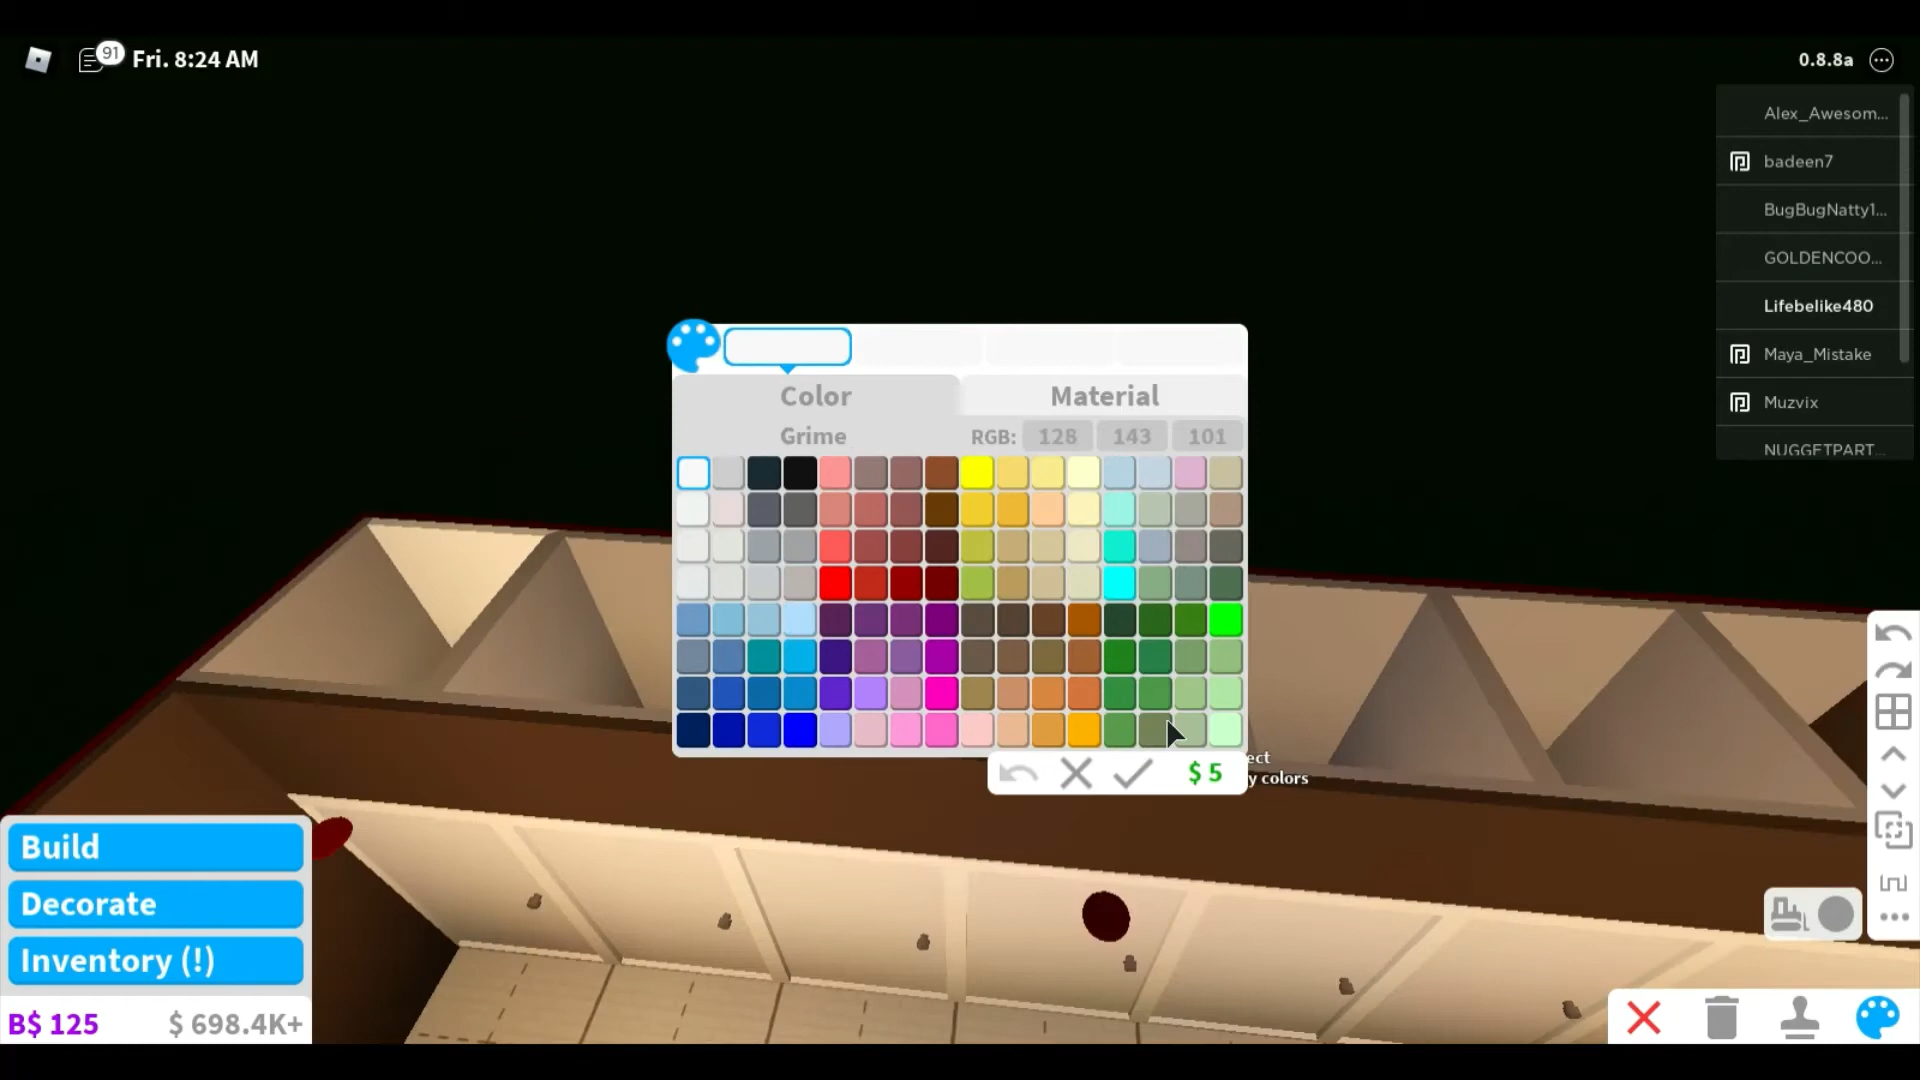 91 Fri. 8:24 AM
0.8.8a
Alex_Awesom...
badeen7
BugBugNatty1...
GOLDENCOO...
Lifebelike480
Maya_Mistake
Muzvix
NUGGETPART...
Color
Material
Grime
RGB: 128 143 101
ect
y colors
$ 5
Build
Decorate
Inventory (!)
B$ 125
$ 698.4K+